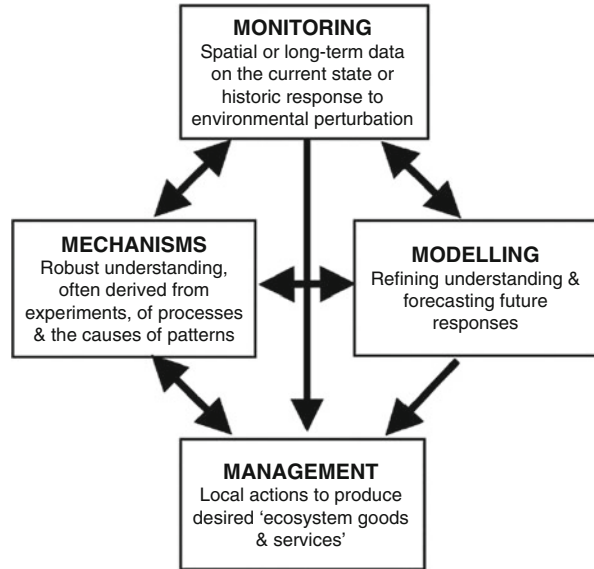 MONITORING
Spatial or long-term data
on the current state or
historic response to
environmental perturbation
MECHANISMS
Robust understanding,
often derived from
experiments, of processes
& the causes of patterns
MODELLING
Refining understanding &
forecasting future
responses
MANAGEMENT
Local actions to produce
desired ‘ecosystem goods
& services’